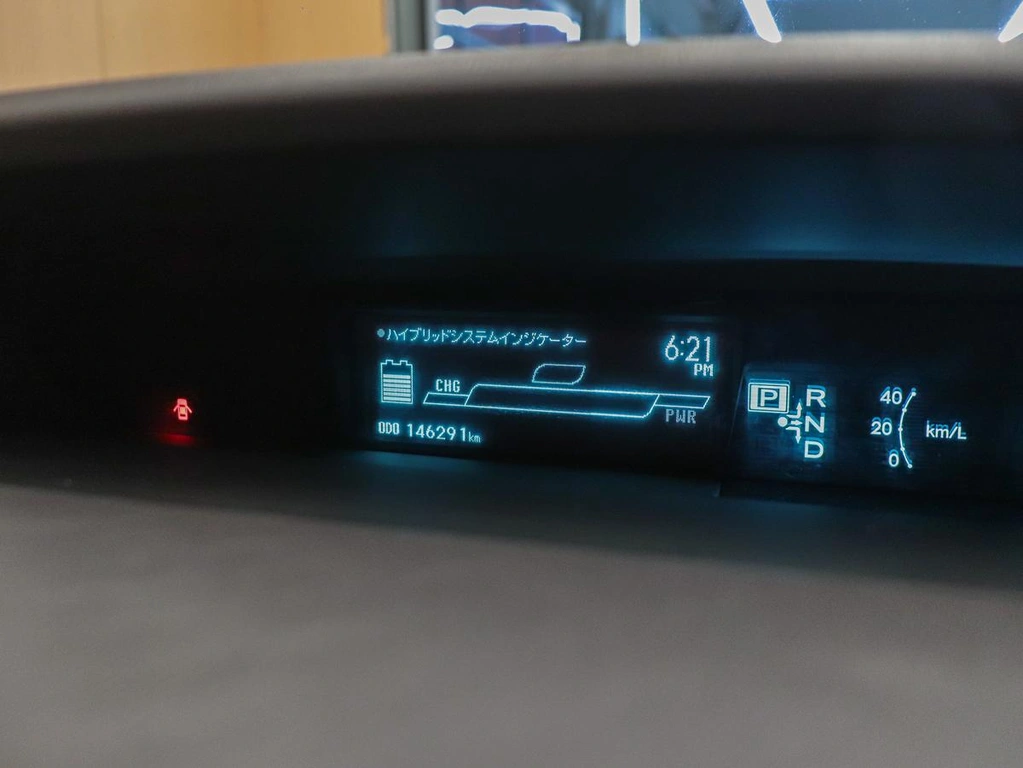 ハイブリッドシステムインジケーター
6:21
PM
CHG
PWR
ODO 146291km
P
R
N
D
40
20
0
km/L